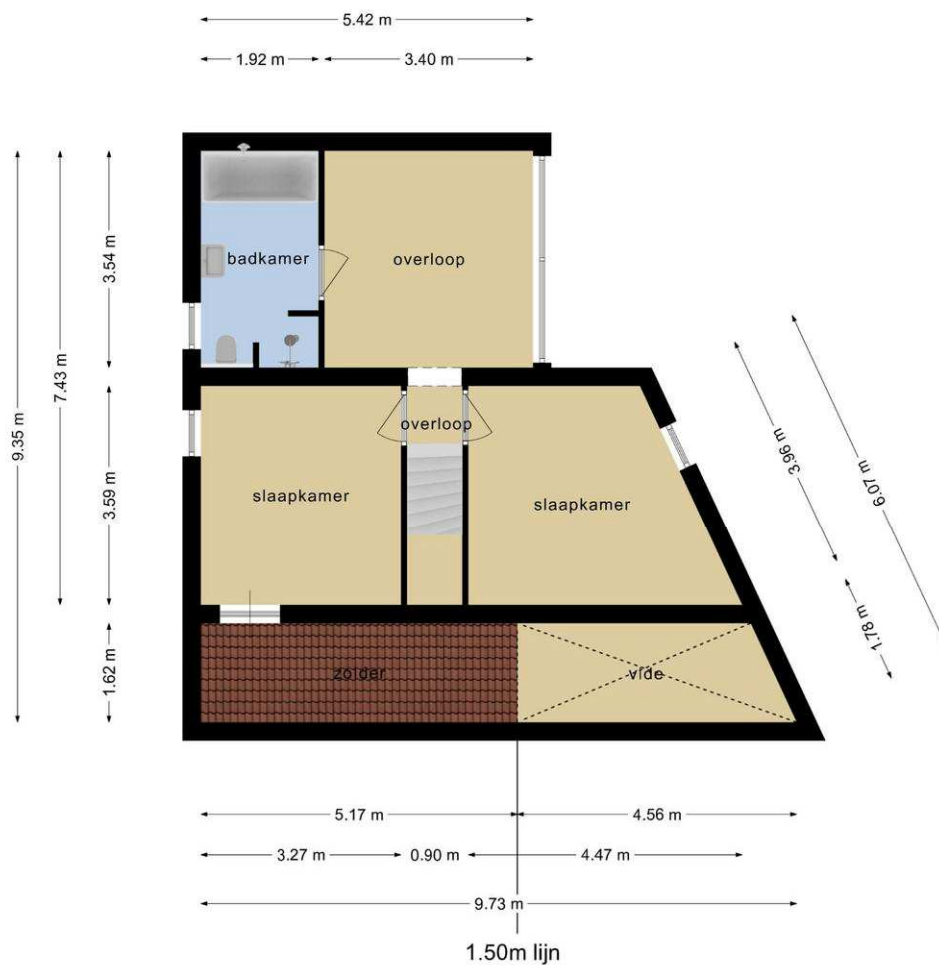 5.42 m
1.92 m
3.40 m
9.35 m
7.43 m
3.54 m
3.59 m
1.62 m
badkamer
overloop
overloop
slaapkamer
slaapkamer
zolder
vide
3.96 m
6.07 m
1.78 m
5.17 m
4.56 m
3.27 m
0.90 m
4.47 m
9.73 m
1.50m lijn